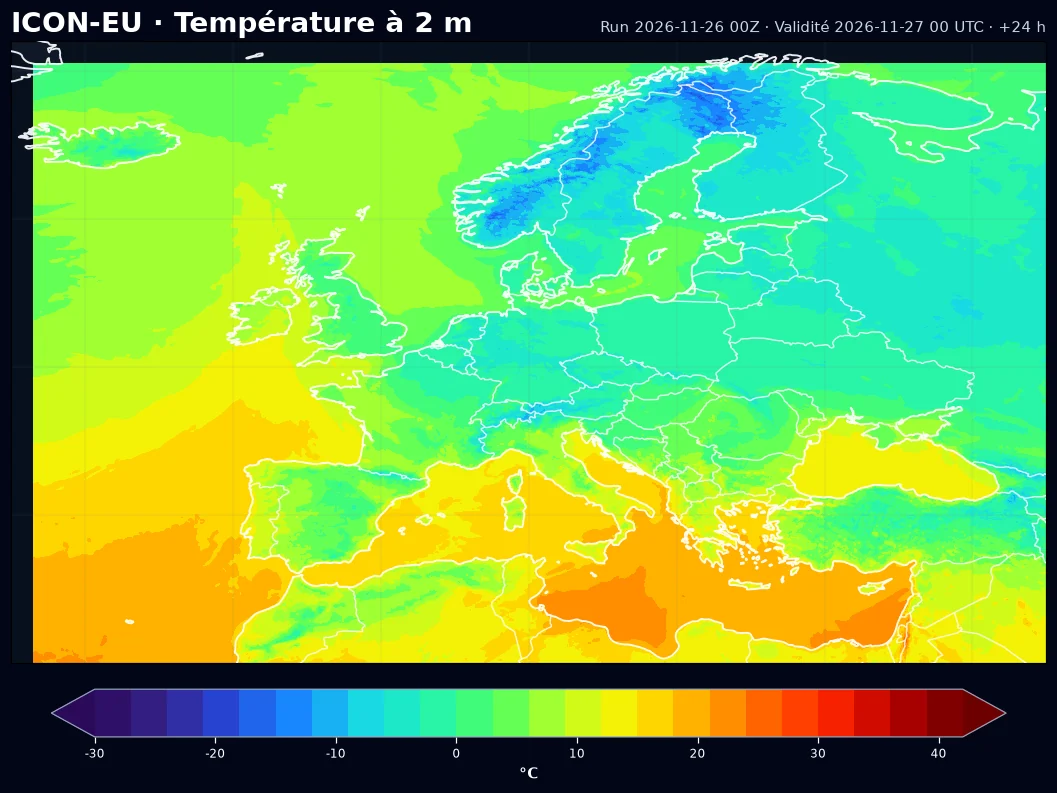 ICON-EU · Température à 2 m
Run 2026-11-26 00Z · Validité 2026-11-27 00 UTC · +24 h
-30 -20 -10 0 10 20 30 40
°C